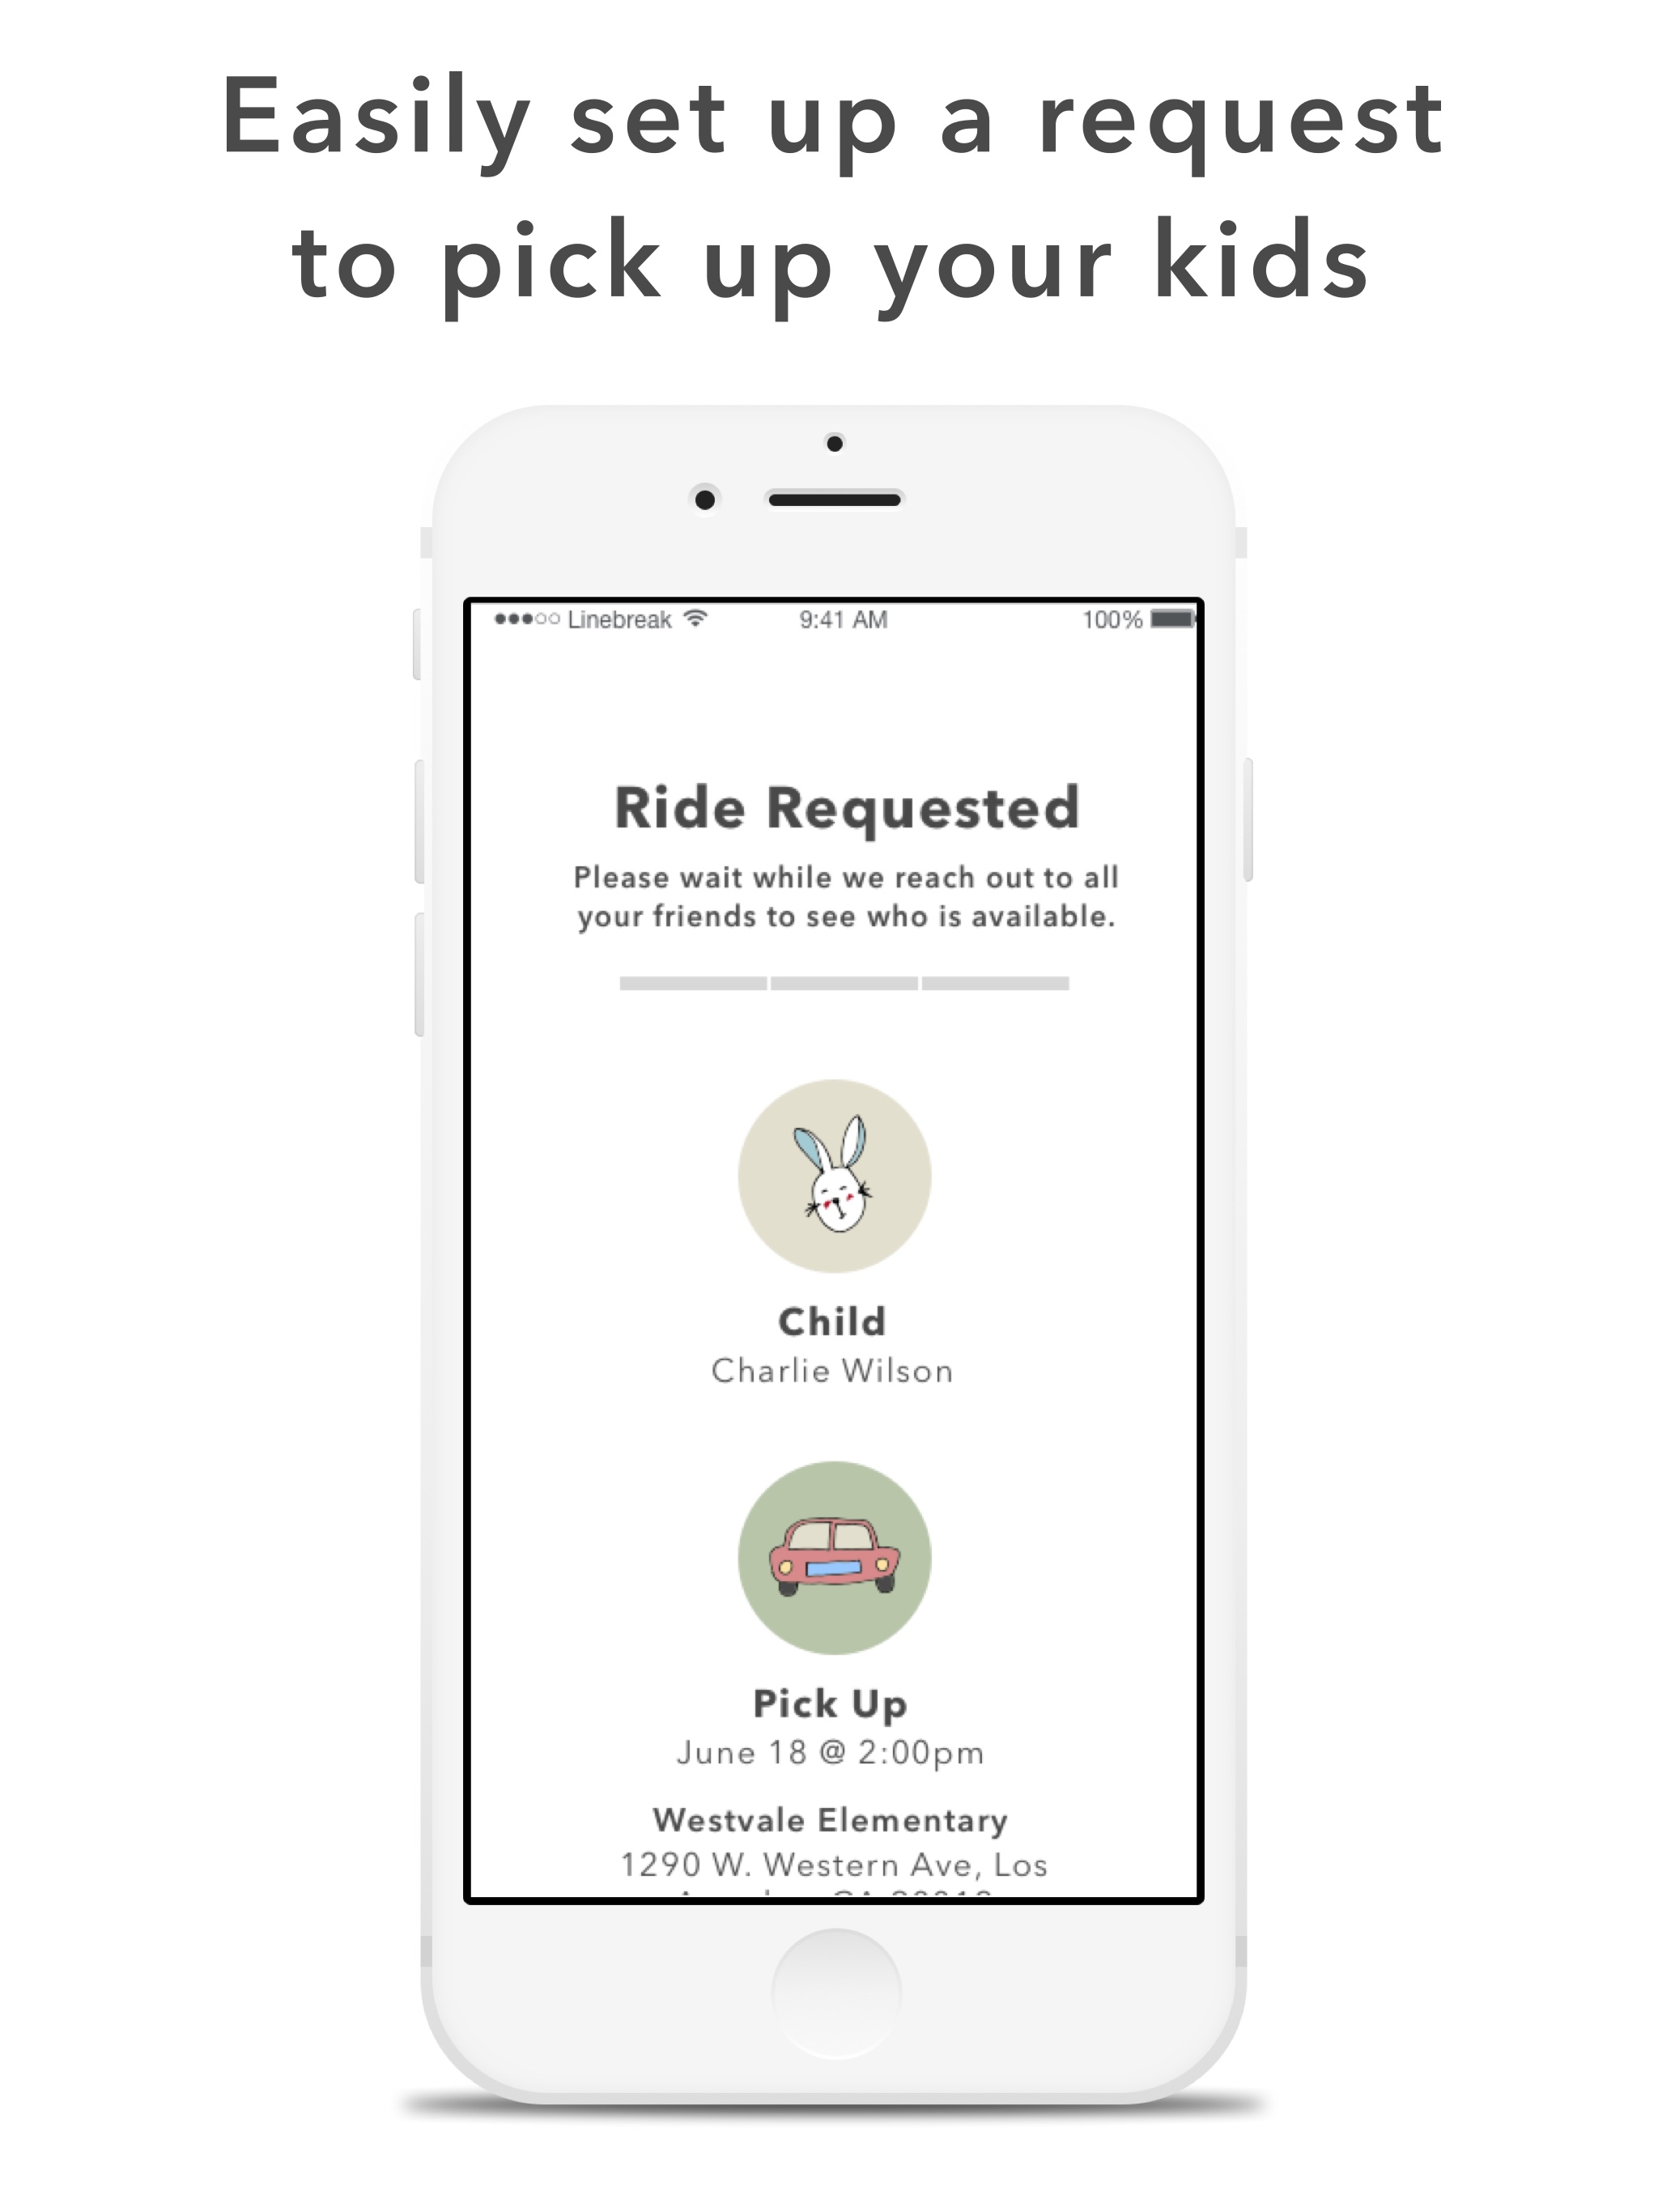 Easily set up a request
to pick up your kids
Linebreak 9:41 AM 100%
Ride Requested
Please wait while we reach out to all
your friends to see who is available.
Child
Charlie Wilson
Pick Up
June 18 @ 2:00pm
Westvale Elementary
1290 W. Western Ave, Los